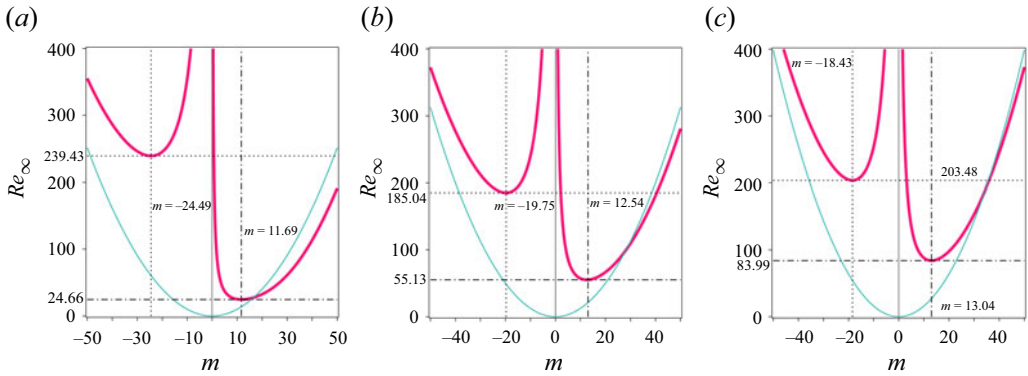 (a)
(b)
(c)
400
300
239.43
200
100
24.66
0
Re∞
m = –24.49
m = 11.69
–50
–30
–10
10
30
50
m
400
300
200
185.04
100
55.13
0
Re∞
m = –19.75
m = 12.54
–40
–20
0
20
40
m
400
300
200
100
83.99
0
Re∞
m = –18.43
203.48
m = 13.04
–40
–20
0
20
40
m